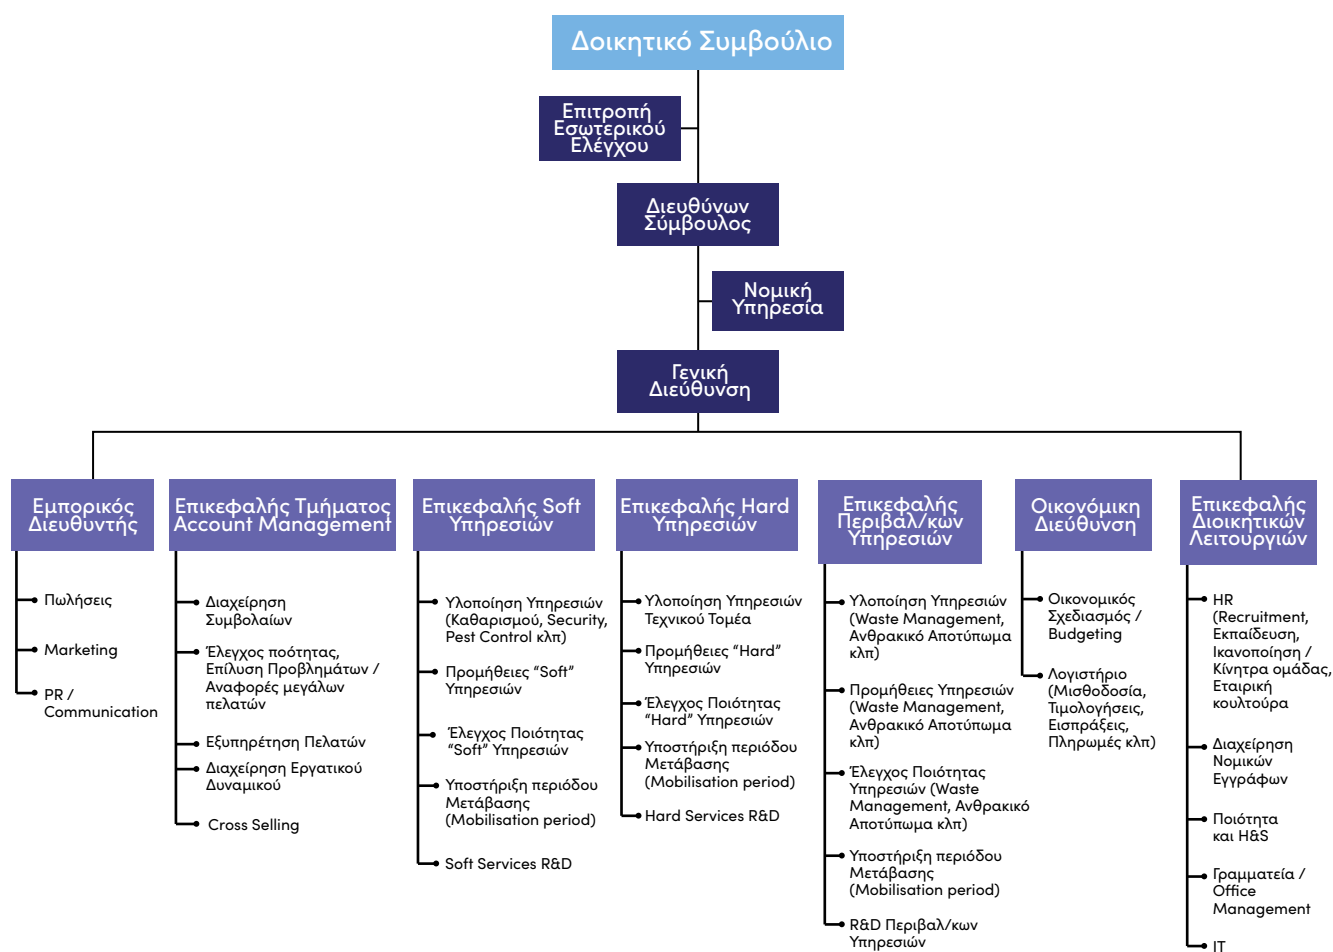 Δοικητικό Συμβούλιο
Επιτροπή
Εσωτερικού
Ελέγχου
Διευθύνων
Σύμβουλος
Νομική
Υπηρεσία
Γενική
Διεύθυνση
Εμπορικός
Διευθυντής
Πωλήσεις
Marketing
PR /
Communication
Επικεφαλής Τμήματος
Account Management
Διαχείρηση
Συμβολαίων
Έλεγχος ποότητας,
Επίλυση Προβλημάτων /
Αναφορές μεγάλων
πελατών
Εξυπηρέτηση Πελατών
Διαχείρηση Εργατικού
Δυναμικού
Cross Selling
Επικεφαλής Soft
Υπηρεσιών
Υλοποίηση Υπηρεσιών
(Καθαρισμού, Security,
Pest Control κλπ)
Προμήθειες “Soft”
Υπηρεσιών
Έλεγχος Ποιότητας
“Soft” Υπηρεσιών
Υποστήριξη περιόδου
Μετάβασης
(Mobilisation period)
Soft Services R&D
Επικεφαλής Hard
Υπηρεσιών
Υλοποίηση Υπηρεσιών
Τεχνικού Τομέα
Προμήθειες “Hard”
Υπηρεσιών
Έλεγχος Ποιότητας
“Hard” Υπηρεσιών
Υποστήριξη περιόδου
Μετάβασης
(Mobilisation period)
Hard Services R&D
Επικεφαλής
Περιβαλ/κων
Υπηρεσιών
Υλοποίηση Υπηρεσιών
(Waste Management,
Ανθρακικό Αποτύπωμα
κλπ)
Προμήθειες Υπηρεσιών
(Waste Management,
Ανθρακικό Αποτύπωμα
κλπ)
Έλεγχος Ποιότητας
Υπηρεσιών (Waste
Management, Ανθρακικό
Αποτύπωμα κλπ)
Υποστήριξη περιόδου
Μετάβασης
(Mobilisation period)
R&D Περιβαλ/κων
Υπηρεσιών
Οικονόμικη
Διεύθυνση
Οικονομικός
Σχεδιασμός /
Budgeting
Λογιστήριο
(Μισθοδοσία,
Τιμολογήσεις,
Εισπράξεις,
Πληρωμές κλπ)
Επικεφαλής
Διοικητικών
Λειτουργιών
HR
(Recruitment,
Εκπαίδευση,
Ικανοποίηση /
Κίνητρα ομάδας,
Εταιρική
κουλτούρα
Διαχείρηση
Νομικών
Εγγράφων
Ποιότητα
και H&S
Γραμματεία /
Office
Management
IT